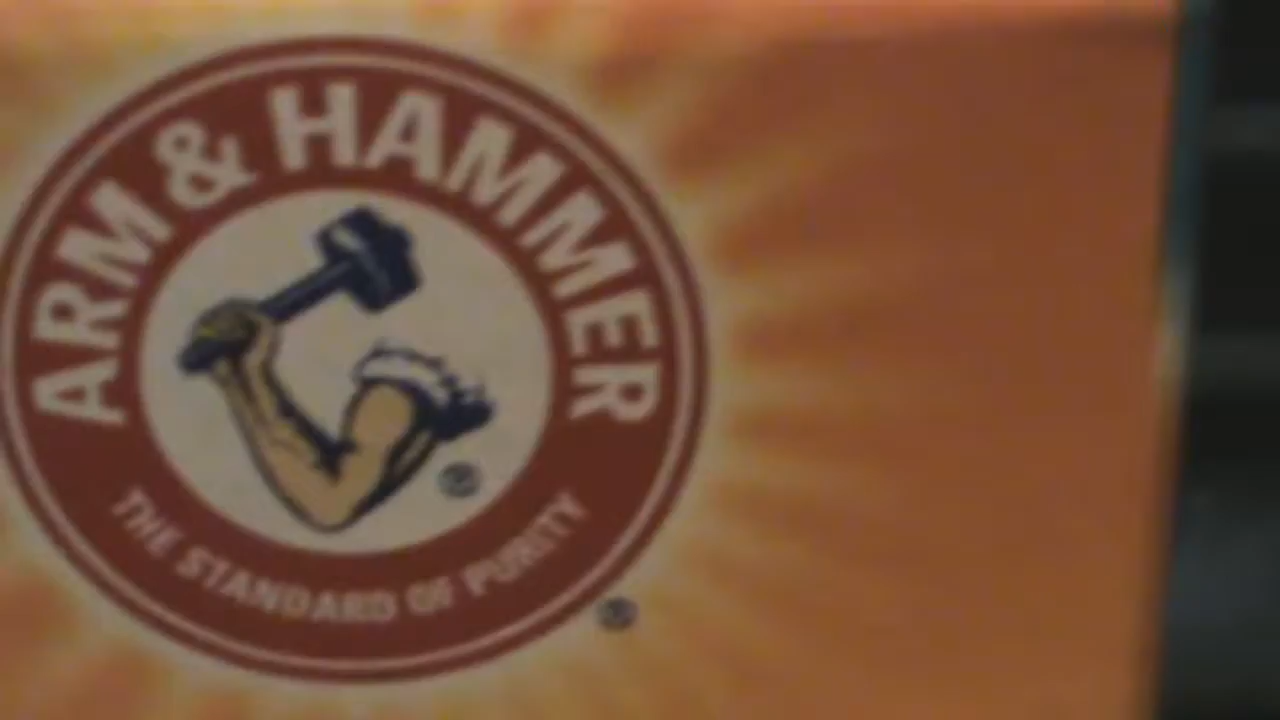 ARM & HAMMER
THE STANDARD OF PURITY
®
®